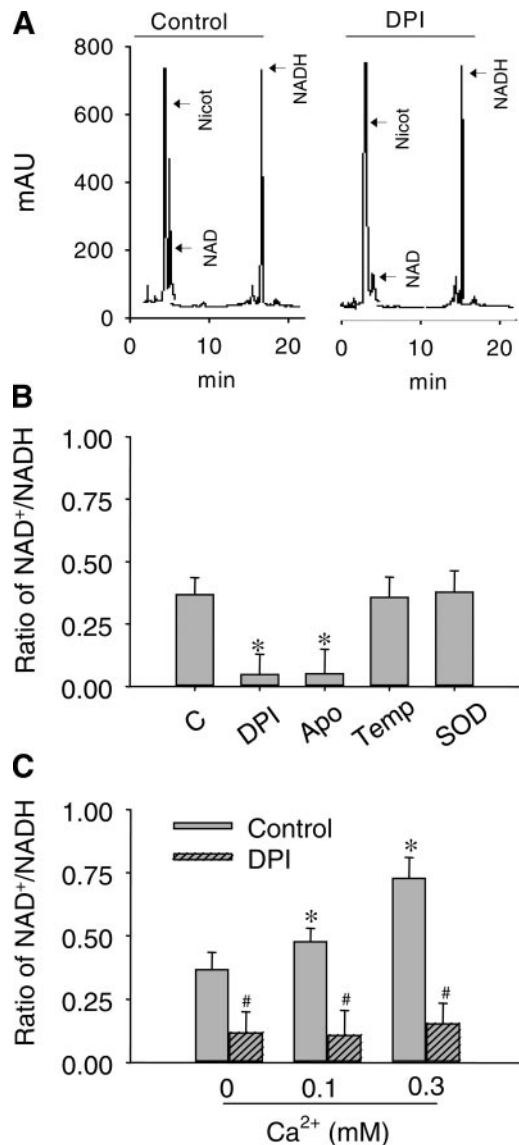 A
Control
DPI
800
600
400
200
0
mAU
Nicot
NAD
NADH
Nicot
NAD
NADH
0
10
20
0
10
20
min
min
B
1.00
0.75
0.50
0.25
0.00
Ratio of NAD⁺/NADH
*
*
C
DPI
Apo
Temp
SOD
C
1.00
0.75
0.50
0.25
0.00
Ratio of NAD⁺/NADH
Control
DPI
*
*
#
#
#
0
0.1
0.3
Ca²⁺ (mM)